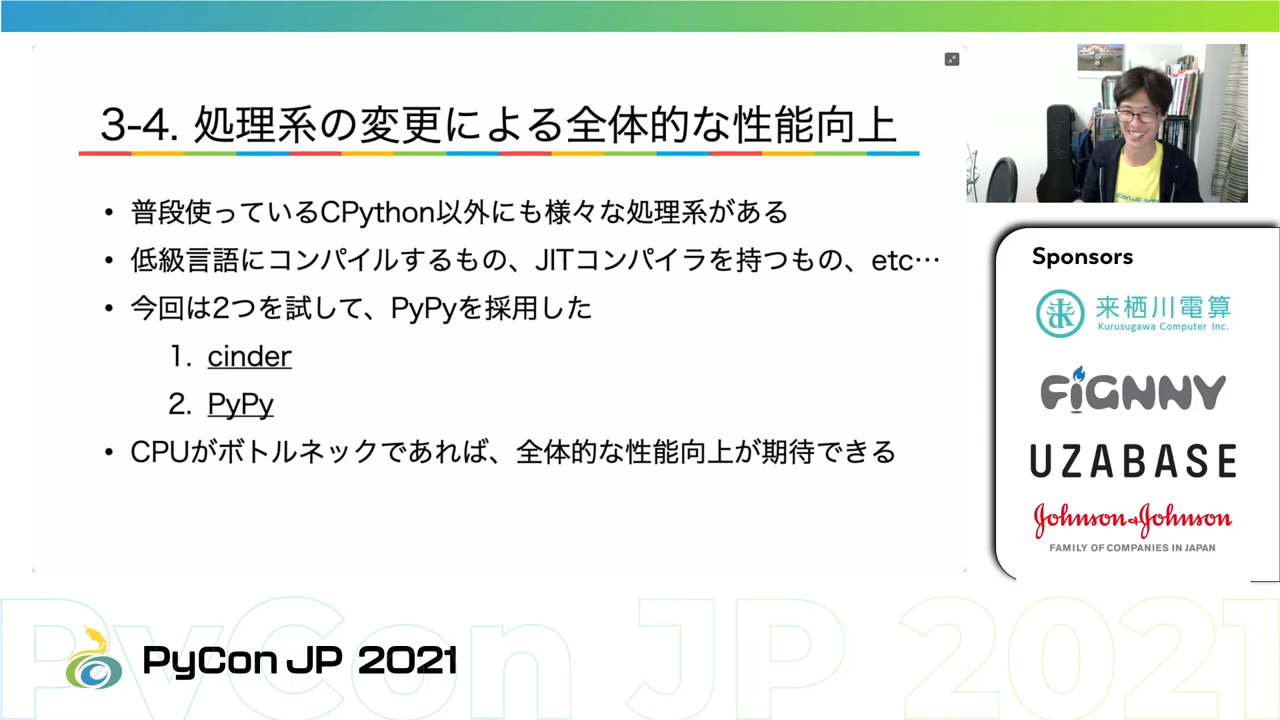 3-4. 処理系の変更による全体的な性能向上
• 普段使っているCPython以外にも様々な処理系がある
• 低級言語にコンパイルするもの、JITコンパイラを持つもの、etc…
• 今回は2つを試して、PyPyを採用した
1. cinder
2. PyPy
• CPUがボトルネックであれば、全体的な性能向上が期待できる
Sponsors
来栖川電算
Kurusugawa Computer Inc.
FiGNNY
UZABASE
Johnson&Johnson
FAMILY OF COMPANIES IN JAPAN
PyCon JP 2021
PyCon JP 2021